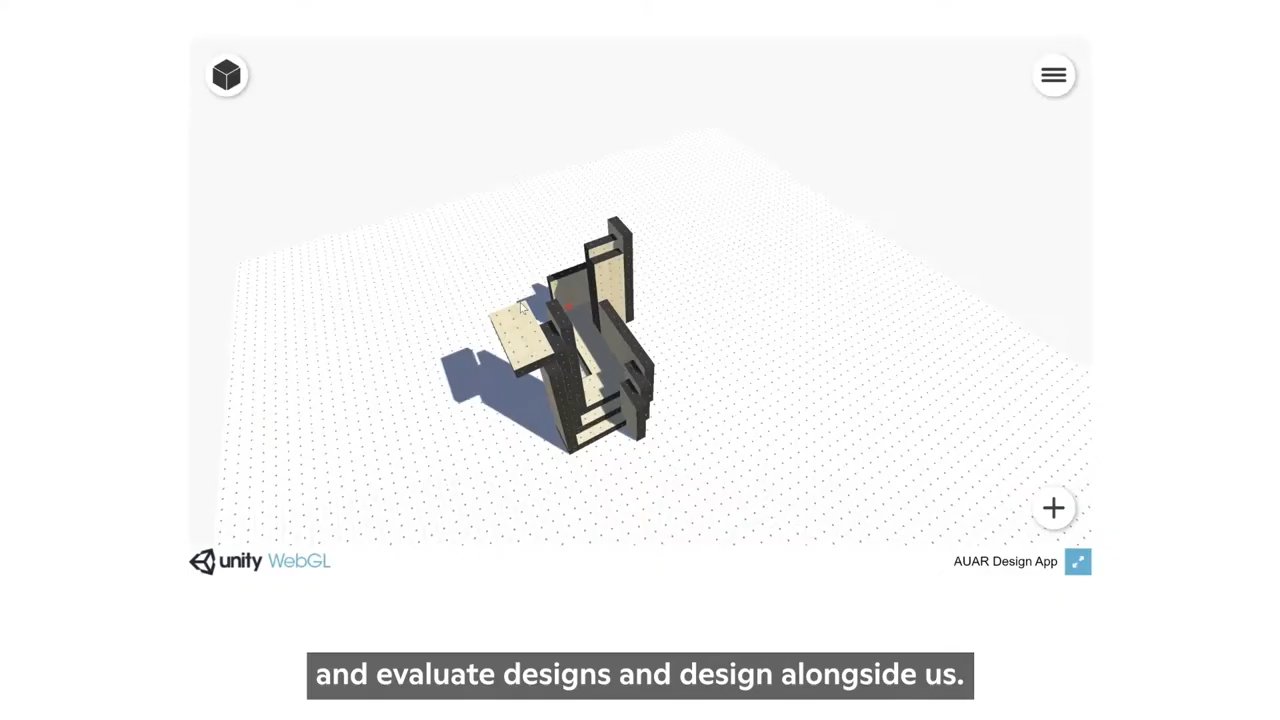 unity WebGL
AUAR Design App
and evaluate designs and design alongside us.